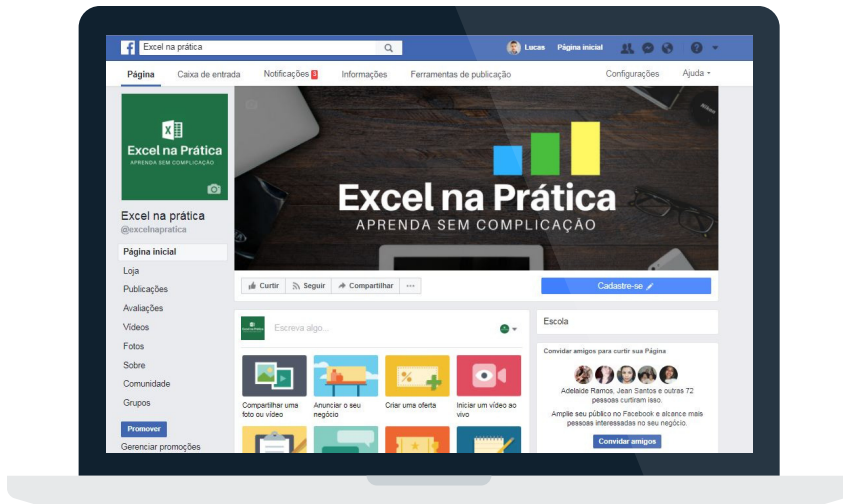 Excel na prática
Lucas
Página inicial
Página
Caixa de entrada
Notificações 3
Informações
Ferramentas de publicação
Configurações
Ajuda
Excel na Prática
APRENDA SEM COMPLICAÇÃO
Excel na Prática
APRENDA SEM COMPLICAÇÃO
Excel na prática
@excelnapratica
Página inicial
Loja
Publicações
Avaliações
Vídeos
Fotos
Sobre
Comunidade
Grupos
Promover
Gerenciar promoções
Curtir
Seguir
Compartilhar
Cadastre-se
Escreva algo...
Compartilhar uma
foto ou vídeo
Anunciar o seu
negócio
Criar uma oferta
Iniciar um vídeo ao
vivo
Escola
Convidar amigos para curtir sua Página
Adelaide Ramos, Jean Santos e outras 72
pessoas curtiram isso.
Amplie seu público no Facebook e alcance mais
pessoas interessadas no seu negócio.
Convidar amigos